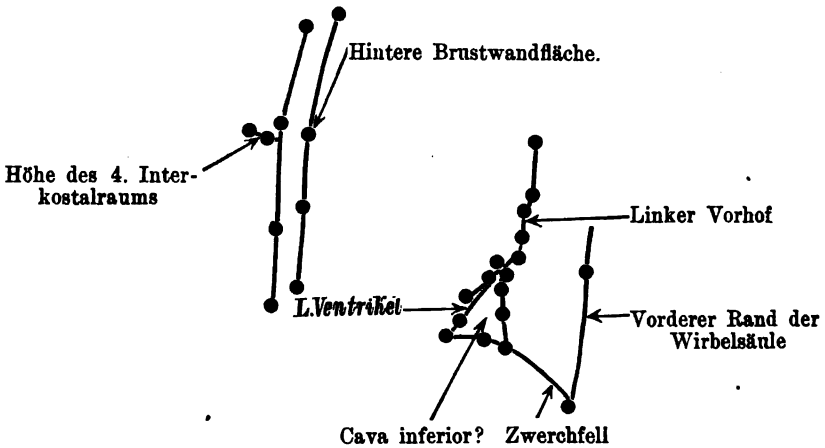 Hintere Brustwandfläche.
Höhe des 4. Inter-
kostalraums
Linker Vorhof
L.Ventrikel
Vorderer Rand der
Wirbelsäule
Cava inferior? Zwerchfell